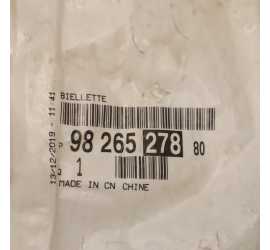 BIELLETTE
P 98 265 278 80
1
MADE IN CN CHINE
13/12/2019 - 11:41